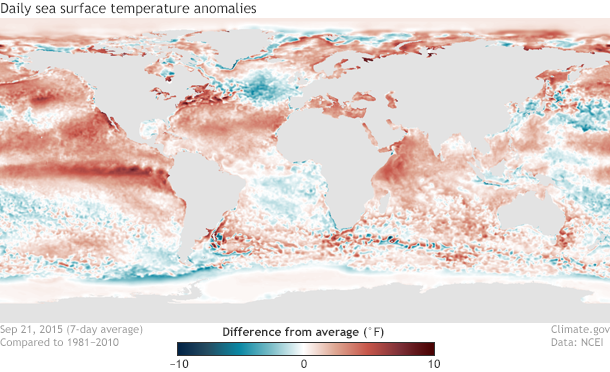 Daily sea surface temperature anomalies
Sep 21, 2015 (7-day average)
Compared to 1981−2010
Difference from average (°F)
−10
0
10
Climate.gov
Data: NCEI